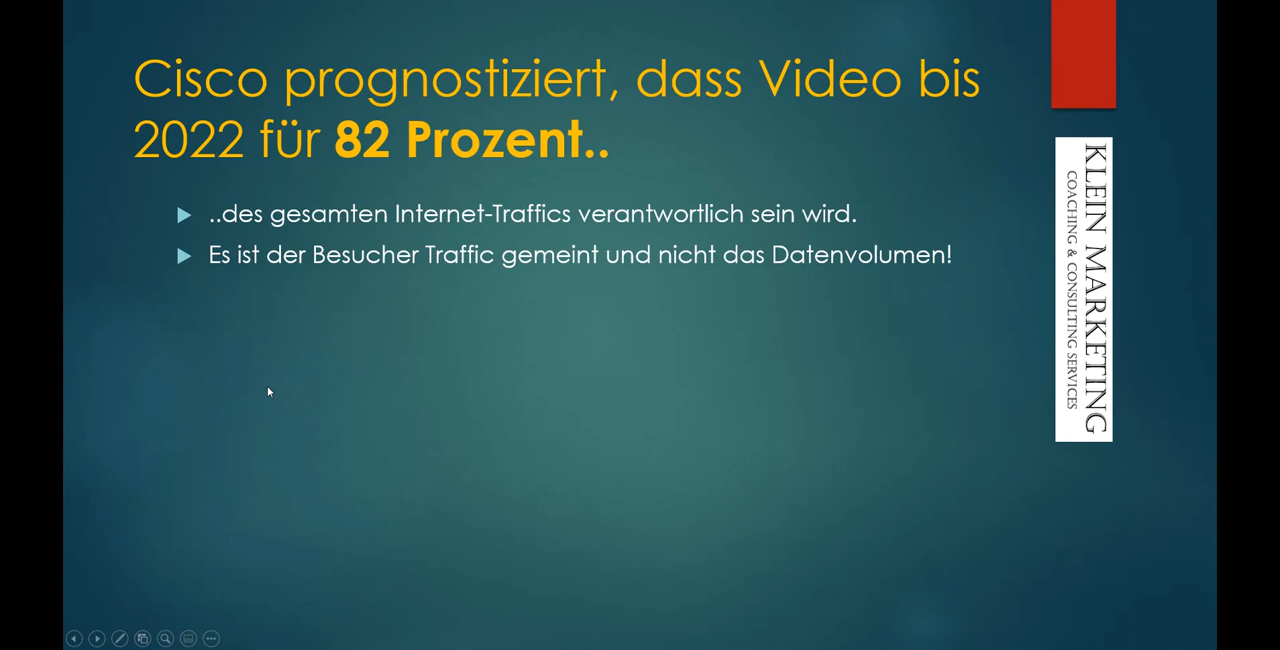 Cisco prognostiziert, dass Video bis
2022 für 82 Prozent..
..des gesamten Internet-Traffics verantwortlich sein wird.
Es ist der Besucher Traffic gemeint und nicht das Datenvolumen!
KLEIN MARKETING
COACHING & CONSULTING SERVICES